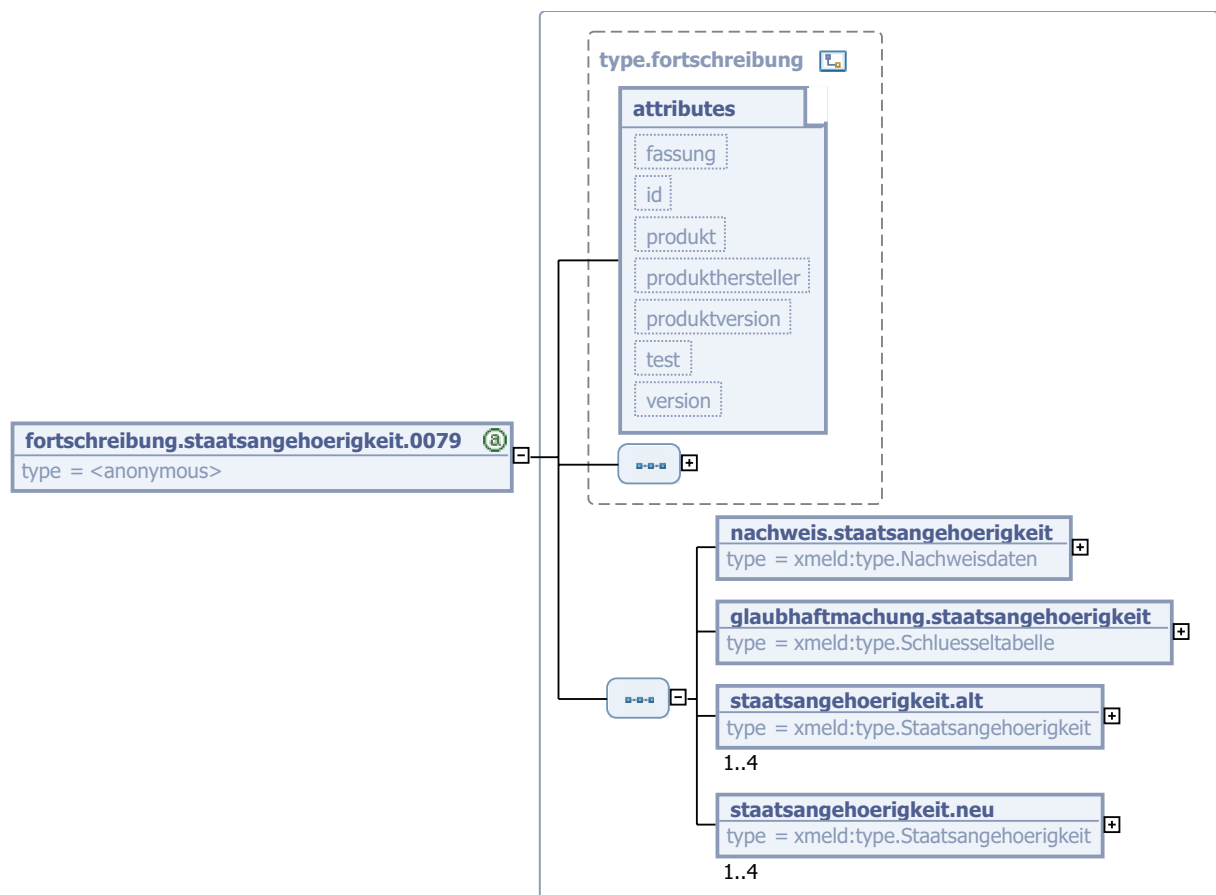 type.fortschreibung
attributes
fassung
id
produkt
produkthersteller
produktversion
test
version
fortschreibung.staatsangehoerigkeit.0079 a
type = <anonymous>
nachweis.staatsangehoerigkeit
type = xmeld:type.Nachweisdaten
glaubhaftmachung.staatsangehoerigkeit
type = xmeld:type.Schluesseltabelle
staatsangehoerigkeit.alt
type = xmeld:type.Staatsangehoerigkeit
1..4
staatsangehoerigkeit.neu
type = xmeld:type.Staatsangehoerigkeit
1..4